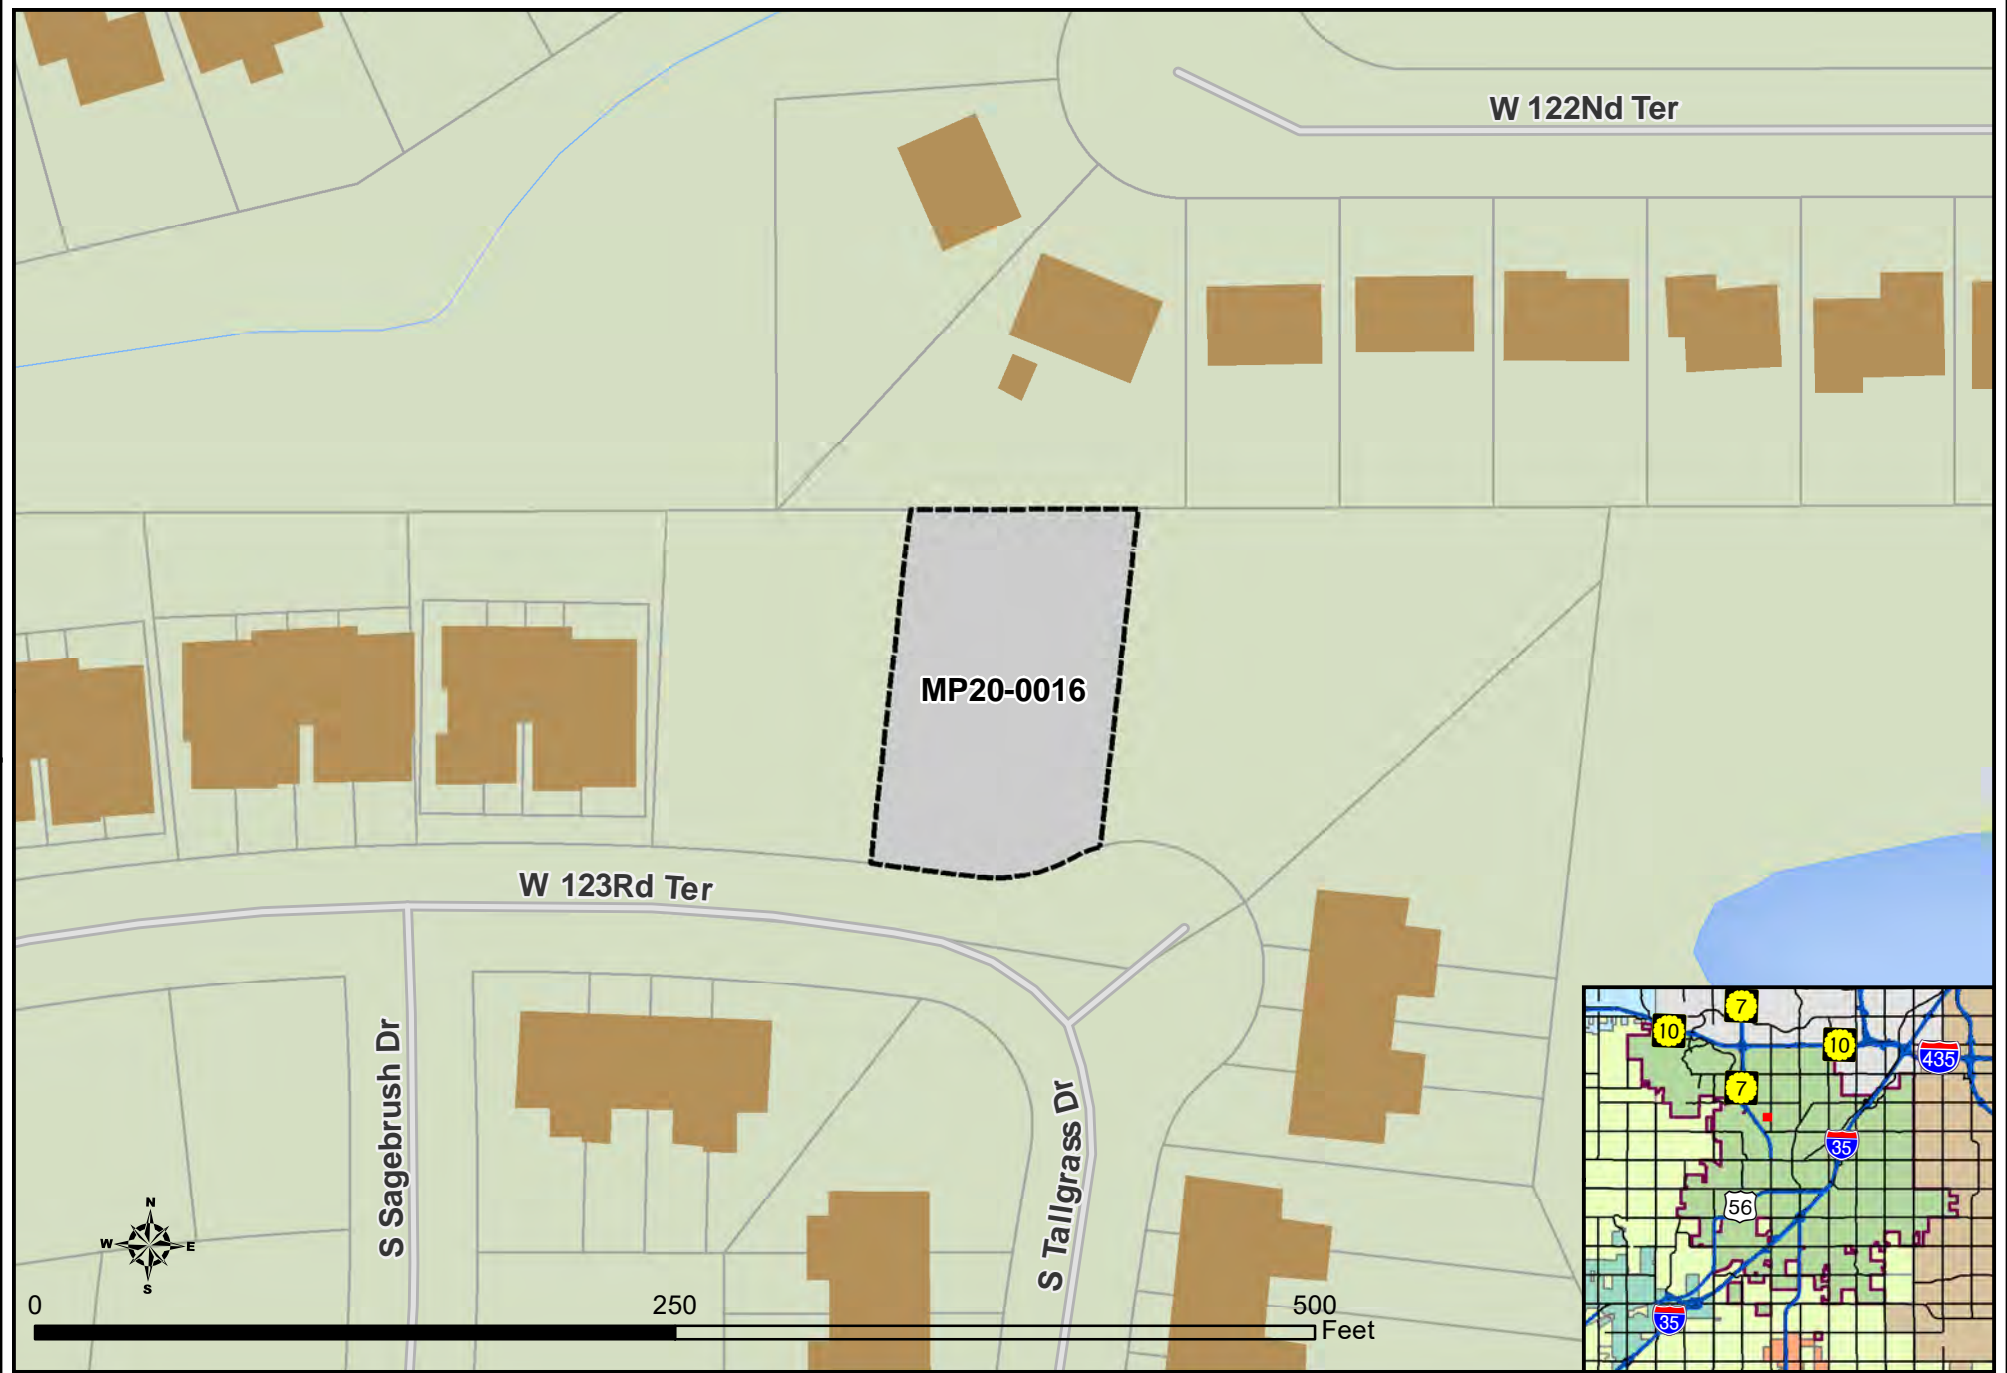 W 122Nd Ter
MP20-0016
W 123Rd Ter
S Sagebrush Dr
S Tallgrass Dr
N
W E
S
0 250 500
Feet
7
10
10
435
7
35
56
35